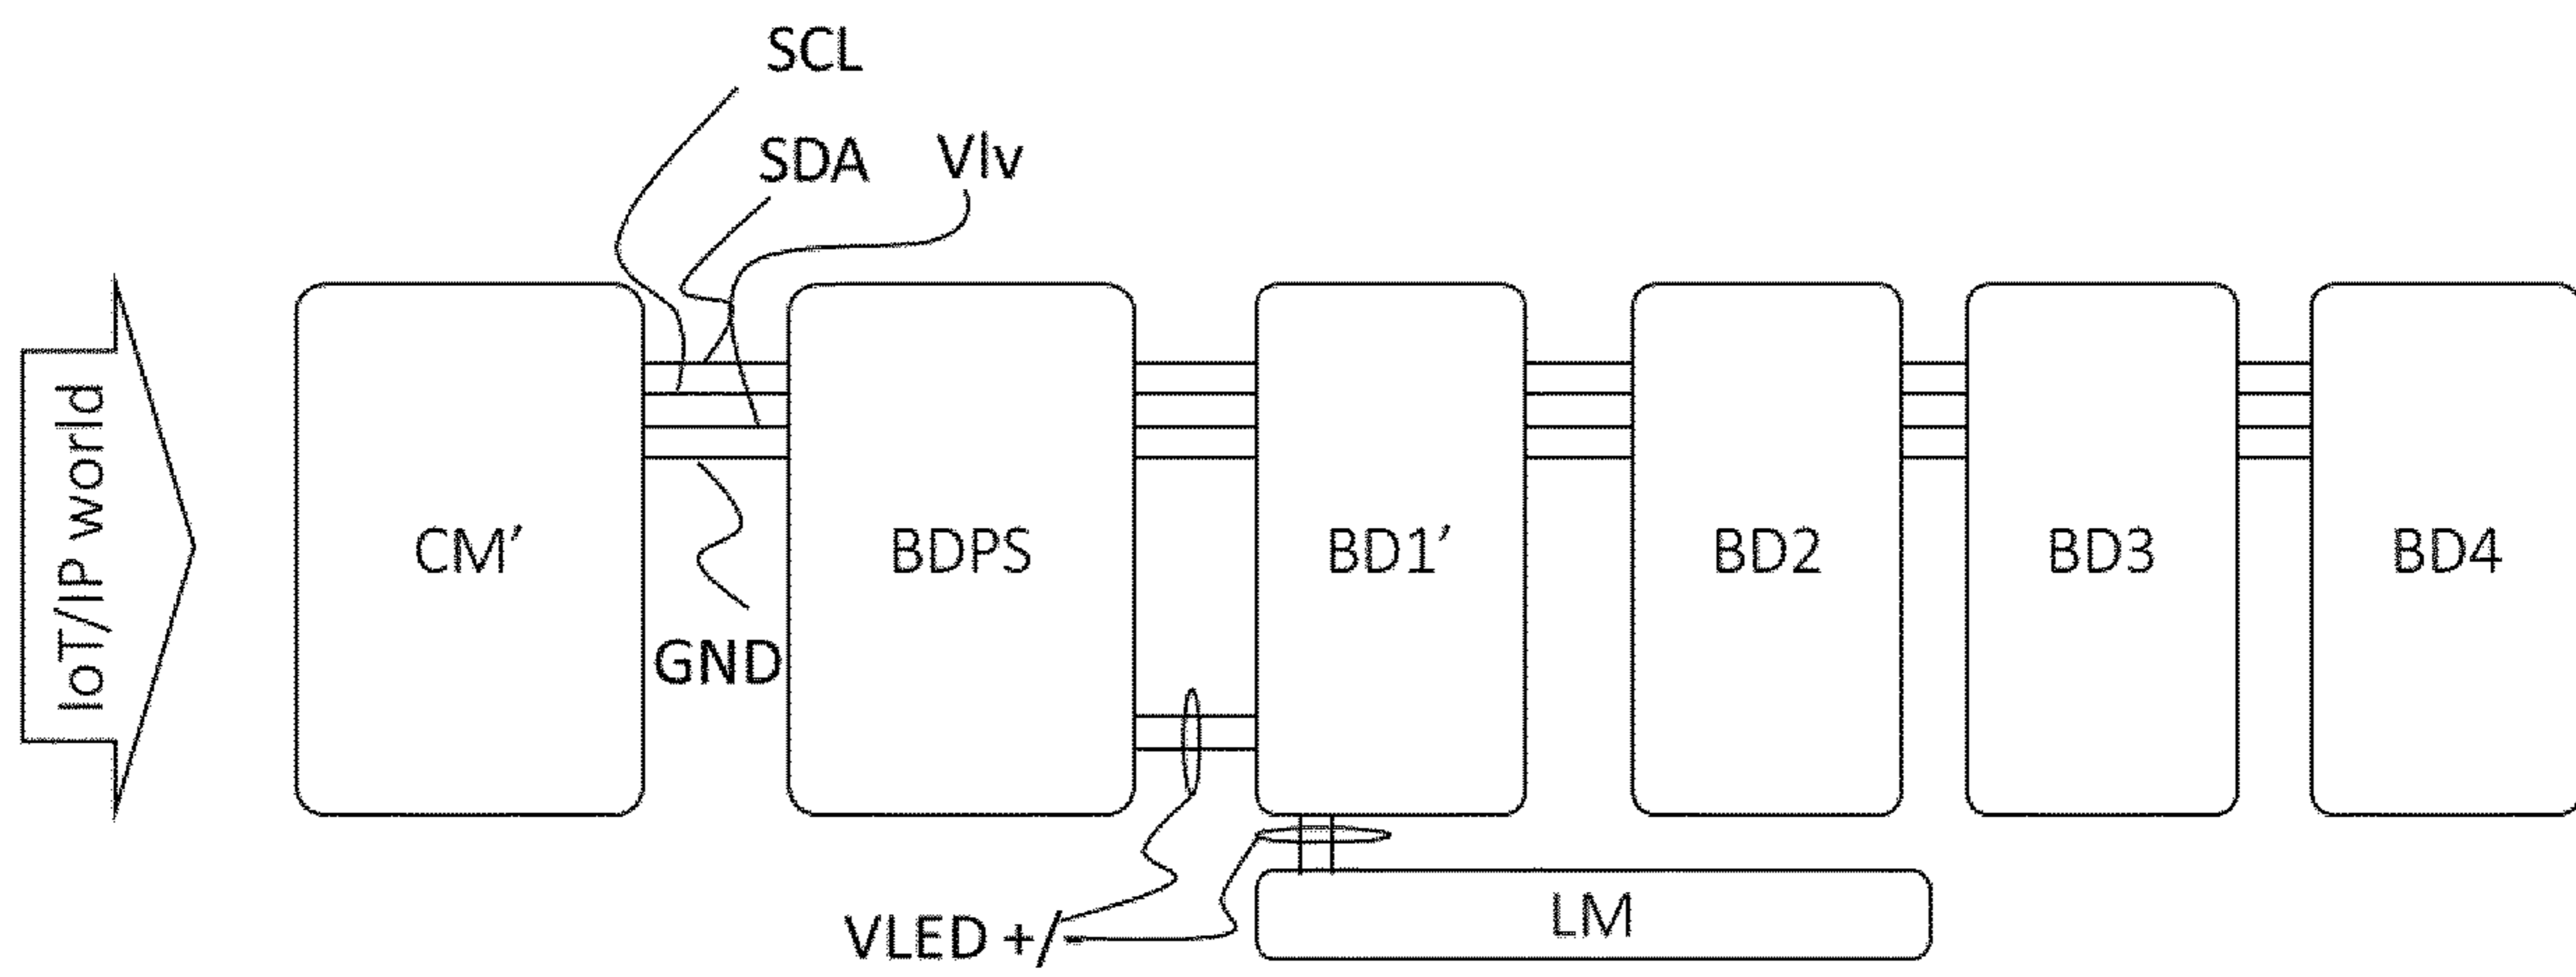 SCL
SDA
Vlv
IoT/IP world
CM’
BDPS
BD1’
BD2
BD3
BD4
GND
VLED +/-
LM